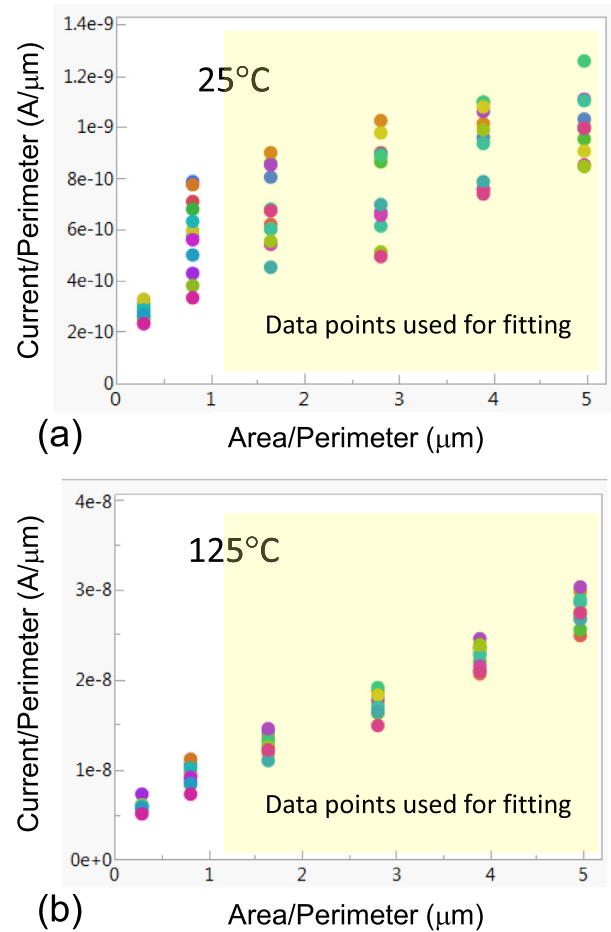 1.4e-9
1.2e-9
1e-9
8e-10
6e-10
4e-10
2e-10
0
Current/Perimeter (A/μm)
25°C
Data points used for fitting
0 1 2 3 4 5
(a) Area/Perimeter (μm)
4e-8
3e-8
2e-8
1e-8
0e+0
Current/Perimeter (A/μm)
125°C
Data points used for fitting
0 1 2 3 4 5
(b) Area/Perimeter (μm)